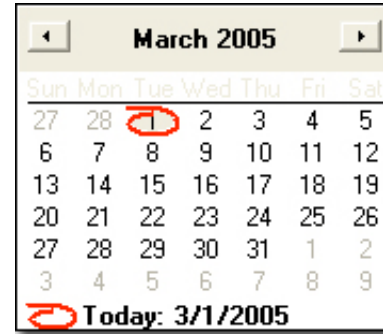 March 2005
Sun Mon Tue Wed Thu Fri Sat
27 28 1 2 3 4 5
6 7 8 9 10 11 12
13 14 15 16 17 18 19
20 21 22 23 24 25 26
27 28 29 30 31 1 2
3 4 5 6 7 8 9
Today: 3/1/2005